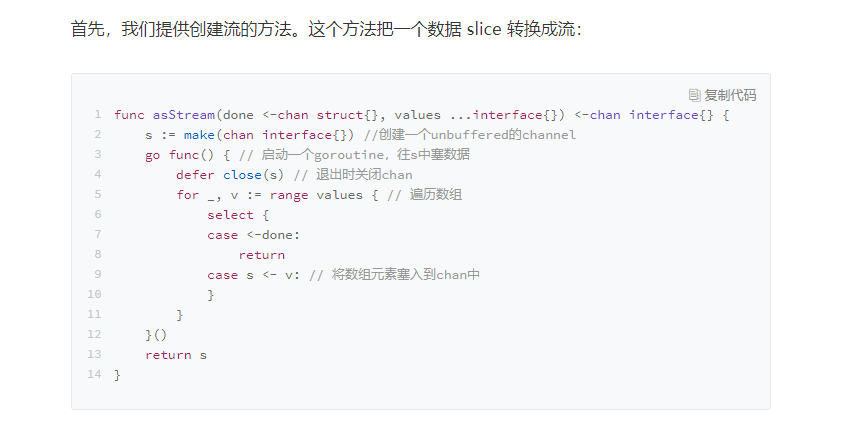 首先，我们提供创建流的方法。这个方法把一个数据 slice 转换成流：
复制代码
1 func asStream(done <-chan struct{}, values ...interface{}) <-chan interface{} {
2     s := make(chan interface{}) //创建一个unbuffered的channel
3     go func() { // 启动一个goroutine，往s中塞数据
4         defer close(s) // 退出时关闭chan
5         for _, v := range values { // 遍历数组
6             select {
7             case <-done:
8                 return
9             case s <- v: // 将数组元素塞入到chan中
10             }
11         }
12     }()
13     return s
14 }